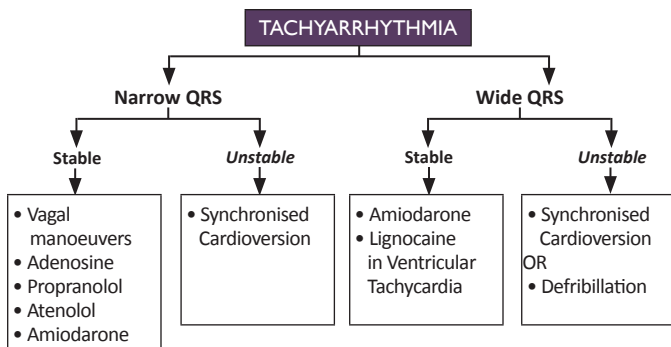 TACHYARRHYTHMIA
Narrow QRS
Wide QRS
Stable
Unstable
Stable
Unstable
• Vagal
manoeuvers
• Adenosine
• Propranolol
• Atenolol
• Amiodarone
• Synchronised
Cardioversion
• Amiodarone
• Lignocaine
in Ventricular
Tachycardia
• Synchronised
Cardioversion
OR
• Defribillation